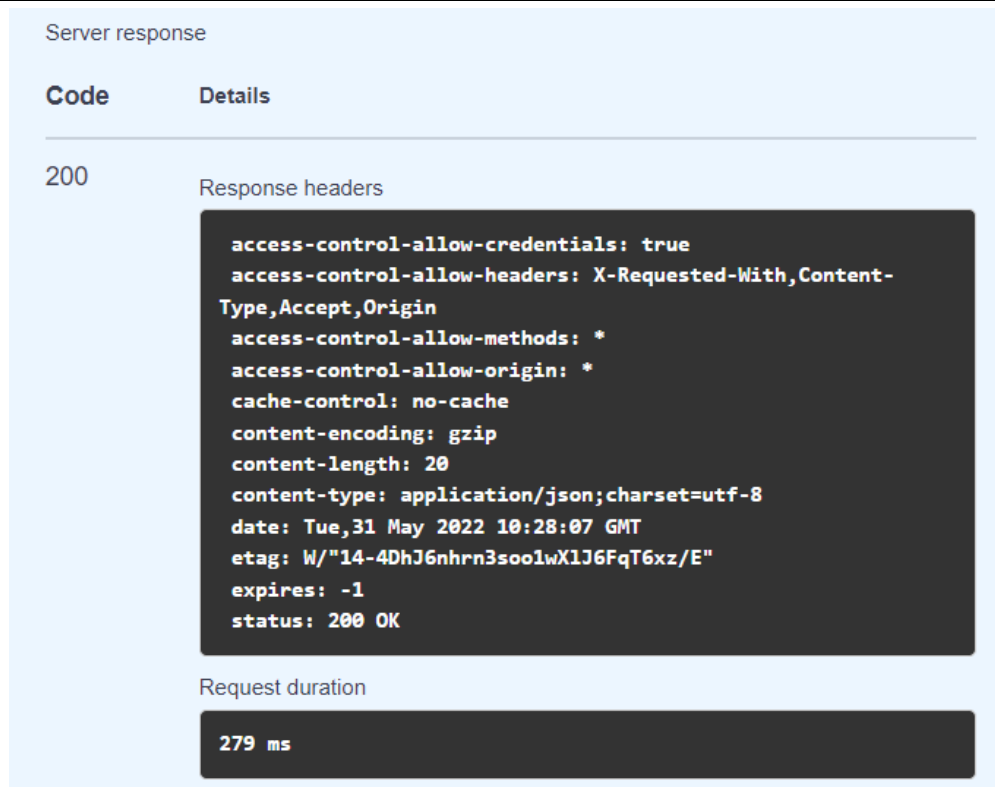 Server response
Code Details
200
Response headers
access-control-allow-credentials: true
access-control-allow-headers: X-Requested-With,Content-
Type,Accept,Origin
access-control-allow-methods: *
access-control-allow-origin: *
cache-control: no-cache
content-encoding: gzip
content-length: 20
content-type: application/json;charset=utf-8
date: Tue,31 May 2022 10:28:07 GMT
etag: W/"14-4DhJ6nhrn3soo1wXlJ6FqT6xz/E"
expires: -1
status: 200 OK
Request duration
279 ms